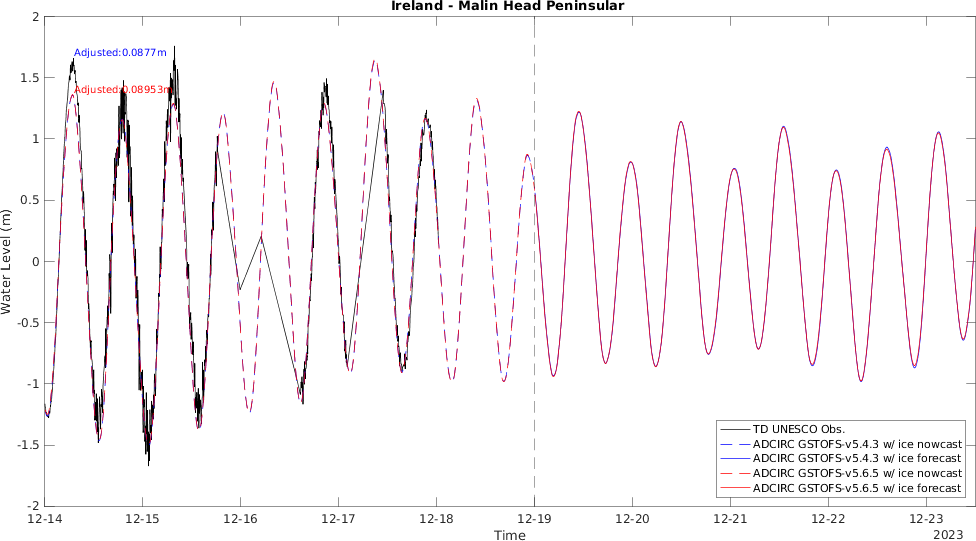 Ireland - Malin Head Peninsular
2
1.5
1
0.5
0
-0.5
-1
-1.5
-2
Water Level (m)
Adjusted:0.0877m
Adjusted:0.08953m
TD UNESCO Obs.
ADCIRC GSTOFS-v5.4.3 w/ ice nowcast
ADCIRC GSTOFS-v5.4.3 w/ ice forecast
ADCIRC GSTOFS-v5.6.5 w/ ice nowcast
ADCIRC GSTOFS-v5.6.5 w/ ice forecast
12-14 12-15 12-16 12-17 12-18 12-19 12-20 12-21 12-22 12-23
Time
2023